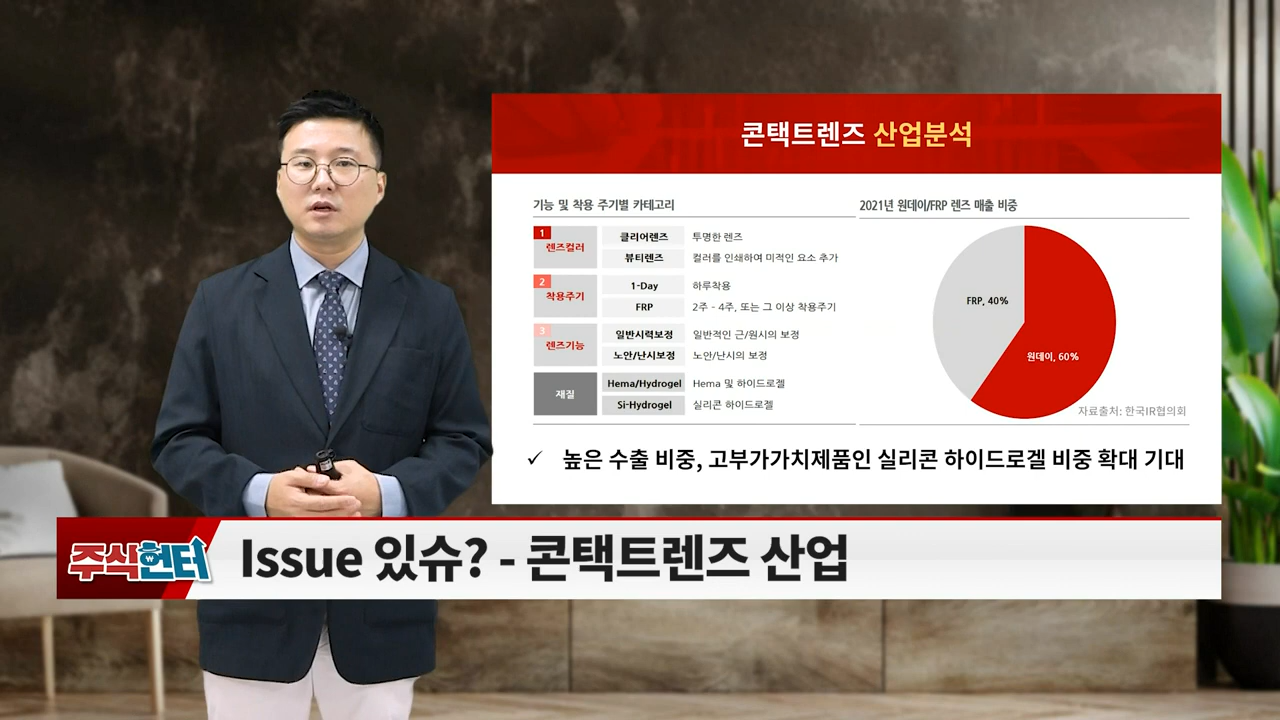 콘택트렌즈 산업분석
기능 및 착용 주기별 카테고리
1
렌즈컬러
클리어렌즈 투명한 렌즈
뷰티렌즈 컬러를 인쇄하여 미적인 요소 추가
2
착용주기
1-Day 하루착용
FRP 2주 - 4주, 또는 그 이상 착용주기
3
렌즈기능
일반시력보정 일반적인 근/원시의 보정
노안/난시보정 노안/난시의 보정
재질
Hema/Hydrogel Hema 및 하이드로젤
Si-Hydrogel 실리콘 하이드로젤
2021년 원데이/FRP 렌즈 매출 비중
FRP, 40%
원데이, 60%
자료출처: 한국IR협의회
✓ 높은 수출 비중, 고부가가치제품인 실리콘 하이드로겔 비중 확대 기대
주식헌터
Issue 있슈? - 콘택트렌즈 산업